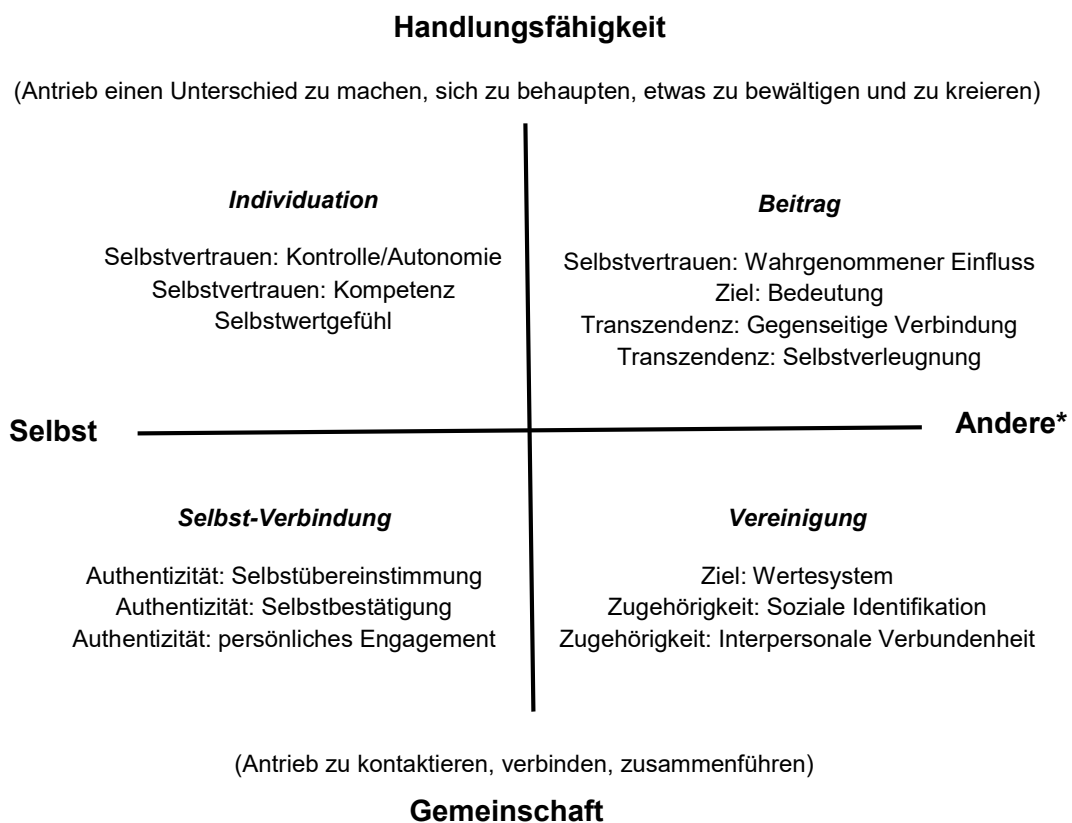 Handlungsfähigkeit
(Antrieb einen Unterschied zu machen, sich zu behaupten, etwas zu bewältigen und zu kreieren)
Individuation
Selbstvertrauen: Kontrolle/Autonomie
Selbstvertrauen: Kompetenz
Selbstwertgefühl
Beitrag
Selbstvertrauen: Wahrgenommener Einfluss
Ziel: Bedeutung
Transzendenz: Gegenseitige Verbindung
Transzendenz: Selbstverleugnung
Selbst
Andere*
Selbst-Verbindung
Authentizität: Selbstübereinstimmung
Authentizität: Selbstbestätigung
Authentizität: persönliches Engagement
Vereinigung
Ziel: Wertesystem
Zugehörigkeit: Soziale Identifikation
Zugehörigkeit: Interpersonale Verbundenheit
(Antrieb zu kontaktieren, verbinden, zusammenführen)
Gemeinschaft